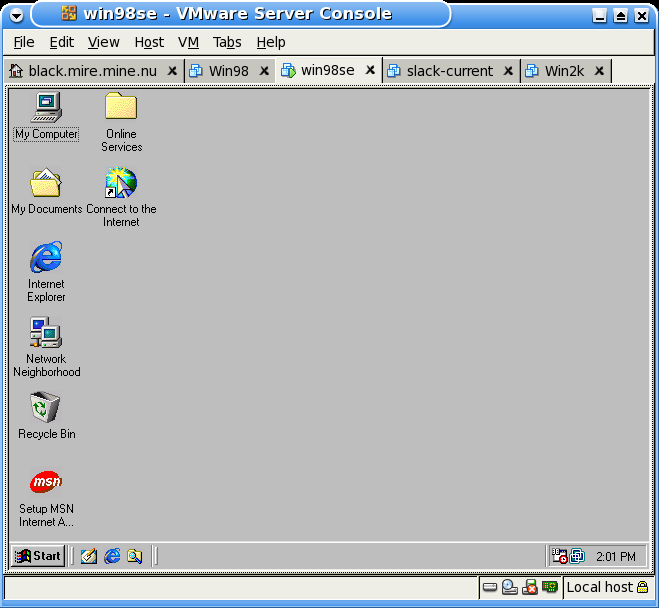 win98se - VMware Server Console
File Edit View Host VM Tabs Help
black.mire.mine.nu Win98 win98se slack-current Win2k
My Computer
Online
Services
My Documents
Connect to the
Internet
Internet
Explorer
Network
Neighborhood
Recycle Bin
msn
Setup MSN
Internet A...
Start
2:01 PM
Local host